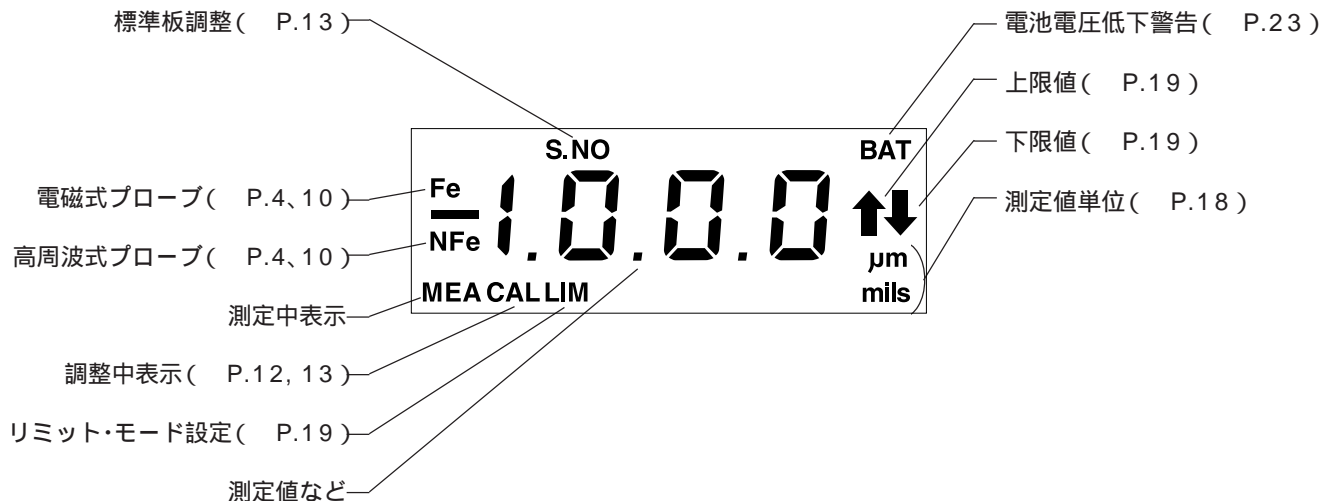 標準板調整( P.13)
電池電圧低下警告( P.23)
上限値( P.19)
下限値( P.19)
測定値単位( P.18)
電磁式プローブ( P.4、10)
高周波式プローブ( P.4、10)
測定中表示
調整中表示( P.12, 13)
リミット・モード設定( P.19)
測定値など
S.NO
BAT
Fe
NFe
-1.0.0.0
µm
mils
MEA CAL LIM